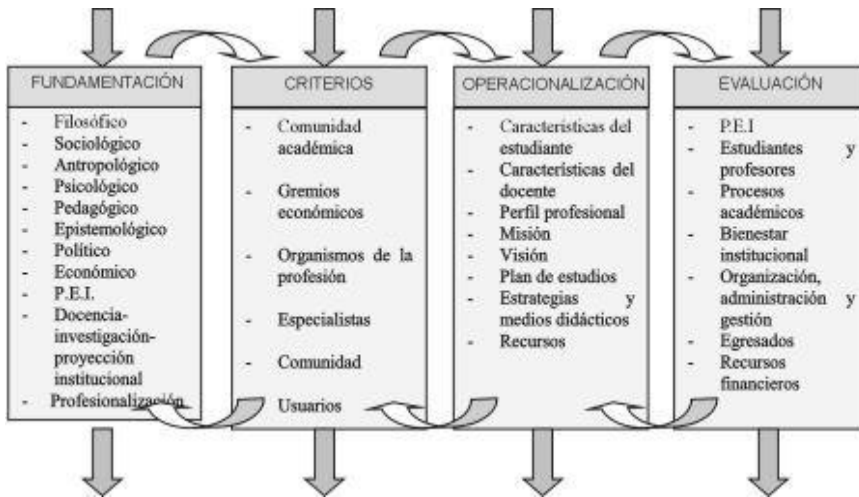 FUNDAMENTACIÓN
- Filosófico
- Sociológico
- Antropológico
- Psicológico
- Pedagógico
- Epistemológico
- Político
- Económico
- P.E.I.
- Docencia-
investigación-
proyección
institucional
- Profesionalización
CRITERIOS
- Comunidad
académica
- Gremios
económicos
- Organismos de la
profesión
- Especialistas
- Comunidad
- Usuarios
OPERACIONALIZACIÓN
- Características del
estudiante
- Características del
docente
- Perfil profesional
- Misión
- Visión
- Plan de estudios
- Estrategias y
medios didácticos
- Recursos
EVALUACIÓN
- P.E.I
- Estudiantes y
profesores
- Procesos
académicos
- Bienestar
institucional
- Organización,
administración y
gestión
- Egresados
- Recursos
financieros